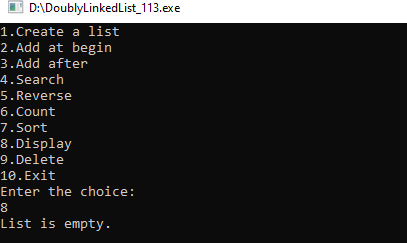 D:\DoublyLinkedList_113.exe
1.Create a list
2.Add at begin
3.Add after
4.Search
5.Reverse
6.Count
7.Sort
8.Display
9.Delete
10.Exit
Enter the choice:
8
List is empty.